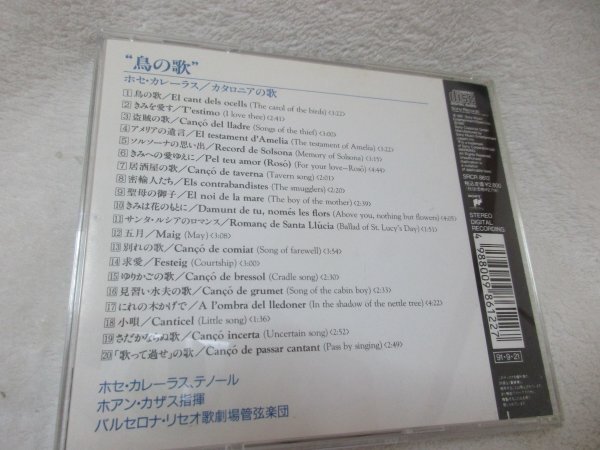 “鳥の歌”
ホセ・カレーラス/カタロニアの歌
1 鳥の歌/El cant dels ocells (The carol of the birds) (3:22)
2 きみを愛す/T'estimo (I love thee) (2:41)
3 盗賊の歌/Cançó del lladre (Songs of the thief) (3:01)
4 アメリアの遺言/El testament d'Amelia (The testament of Amelia) (3:22)
5 ソルソーナの思い出/Record de Solsona (Memory of Solsona) (3:15)
6 きみへの愛ゆえに/Pel teu amor (Rosó) (For your love—Rosó) (3:44)
7 居酒屋の歌/Cançó de taverna (Tavern song) (2:01)
8 密輸人たち/Els contrabandistes (The smugglers) (2:20)
9 聖母の御子/El noi de la mare (The boy of the mother) (2:39)
10 きみは花のもとに/Damunt de tu, només les flors (Above you, nothing but flowers) (4:05)
11 サンタ・ルシアのロマンス/Romanç de Santa Llúcia (Ballad of St. Lucy's Day) (3:51)
12 五月/Maig (May) (3:08)
13 別れの歌/Cançó de comiat (Song of farewell) (3:54)
14 求愛/Festeig (Courtship) (3:00)
15 ゆりかごの歌/Cançó de bressol (Cradle song) (2:30)
16 見習い水夫の歌/Cançó de grumet (Song of the cabin boy) (2:33)
17 にれの木かげで/A l'ombra del lledoner (In the shadow of the nettle tree) (4:22)
18 小唄/Canticel (Little song) (1:36)
19 さだかならぬ歌/Cançó incerta (Uncertain song) (2:52)
20 「歌って過せ」の歌/Cançó de passar cantant (Pass by singing) (2:49)
ホセ・カレーラス、テノール
ホアン・カザス指揮
バルセロナ・リセオ歌劇場管弦楽団
COMPACT
disc
DIGITAL AUDIO
SRCR 8612
税込定価¥2,800
STEREO
DIGITAL
RECORDING
4 988009 861227
91・9・21